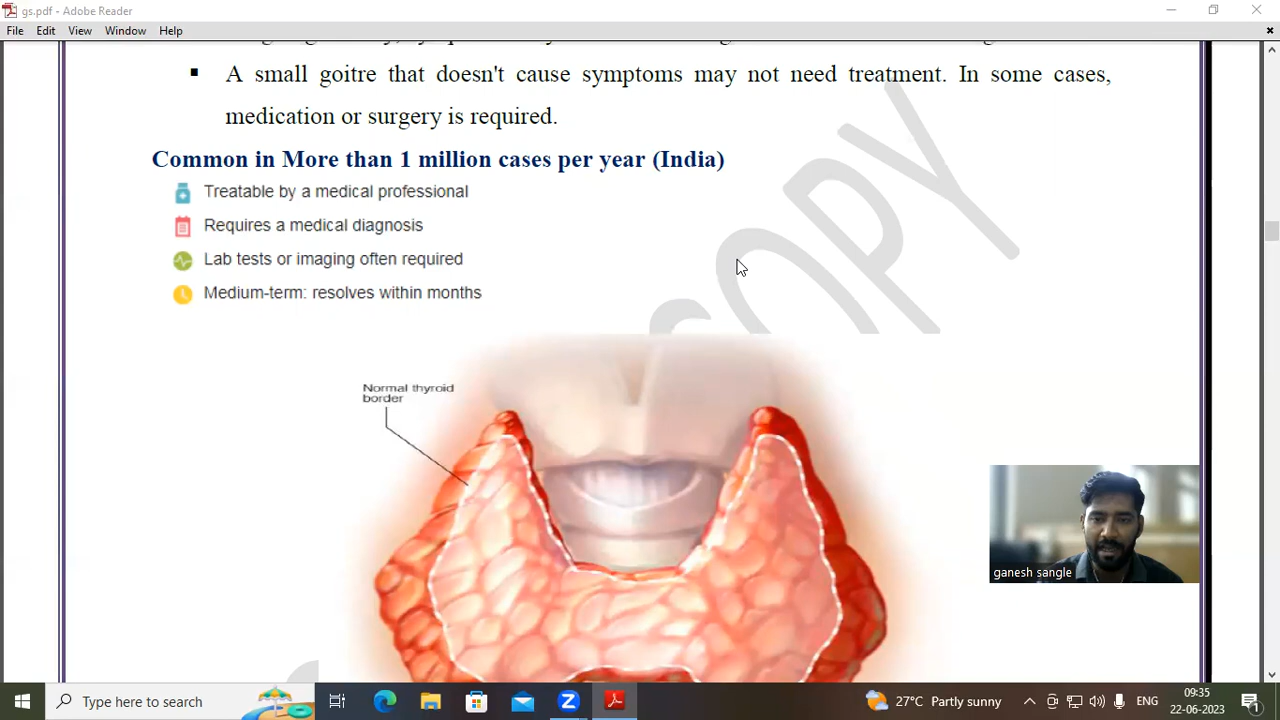 gs.pdf - Adobe Reader
File Edit View Window Help
A small goitre that doesn't cause symptoms may not need treatment. In some cases,
medication or surgery is required.
Common in More than 1 million cases per year (India)
Treatable by a medical professional
Requires a medical diagnosis
Lab tests or imaging often required
Medium-term: resolves within months
COPY
Normal thyroid
border
ganesh sangle
Type here to search
27°C Partly sunny
ENG
09:35
22-06-2023
1